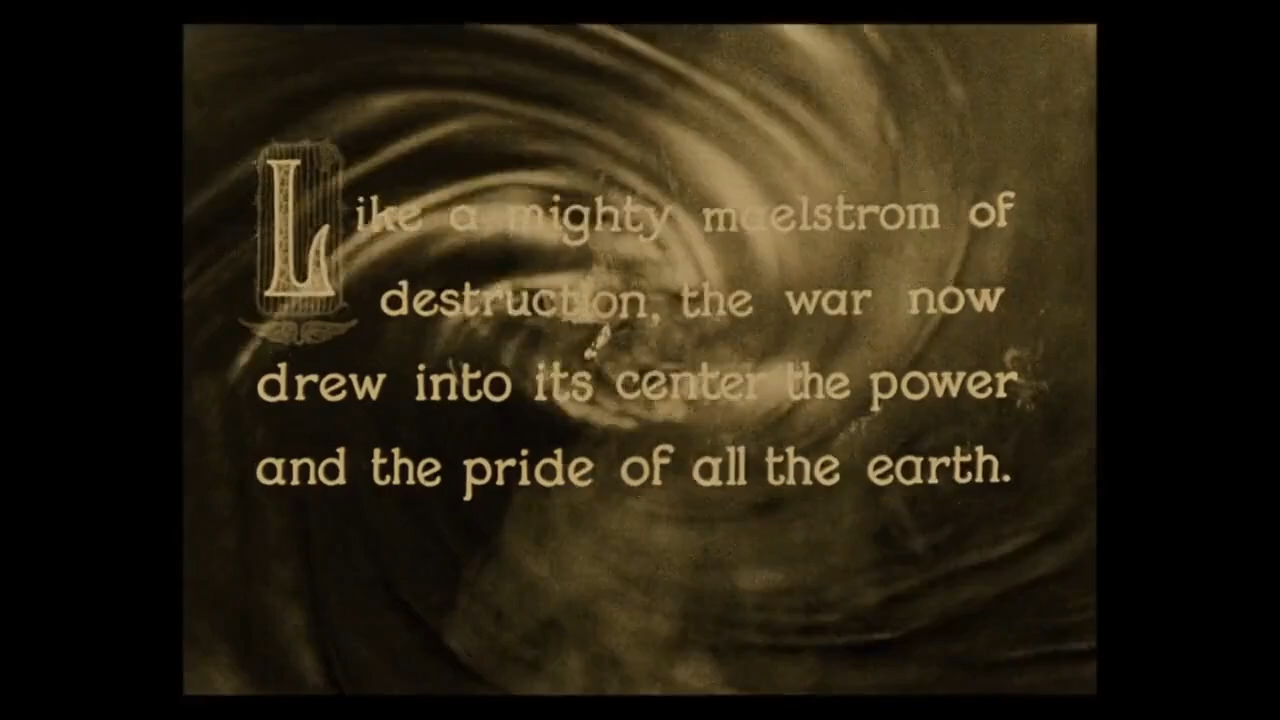 Like a mighty maelstrom of
destruction, the war now
drew into its center the power
and the pride of all the earth.